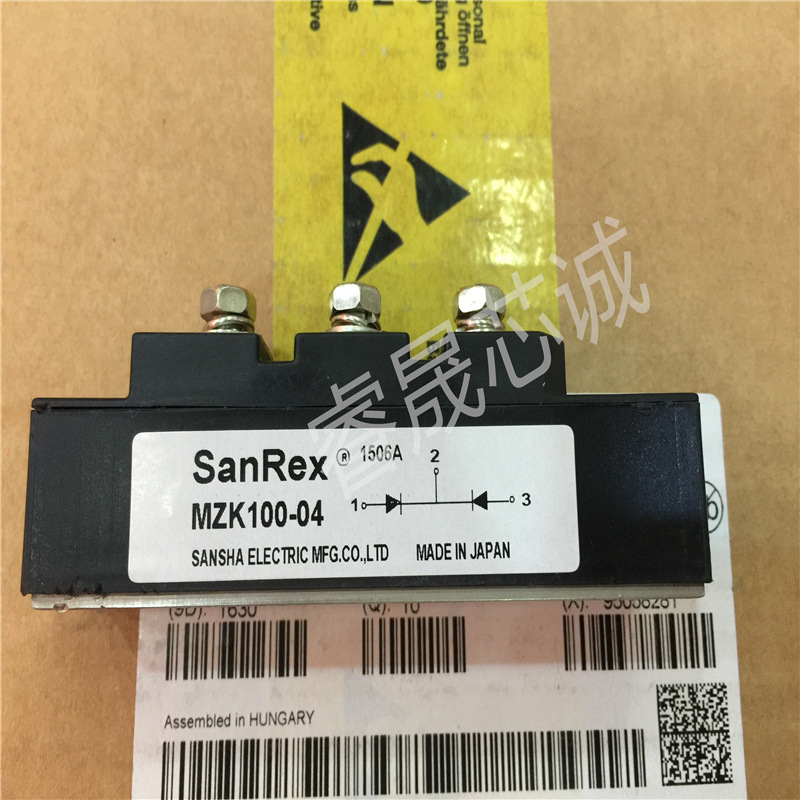 sonal
öffnen
ährdete
tive
睿晟芯诚
SanRex ® 1506A
2
1 3
MZK100-04
SANSHA ELECTRIC MFG.CO.,LTD MADE IN JAPAN
(9D): 1630 (Q): 10 (X): 95058281
Assembled in HUNGARY